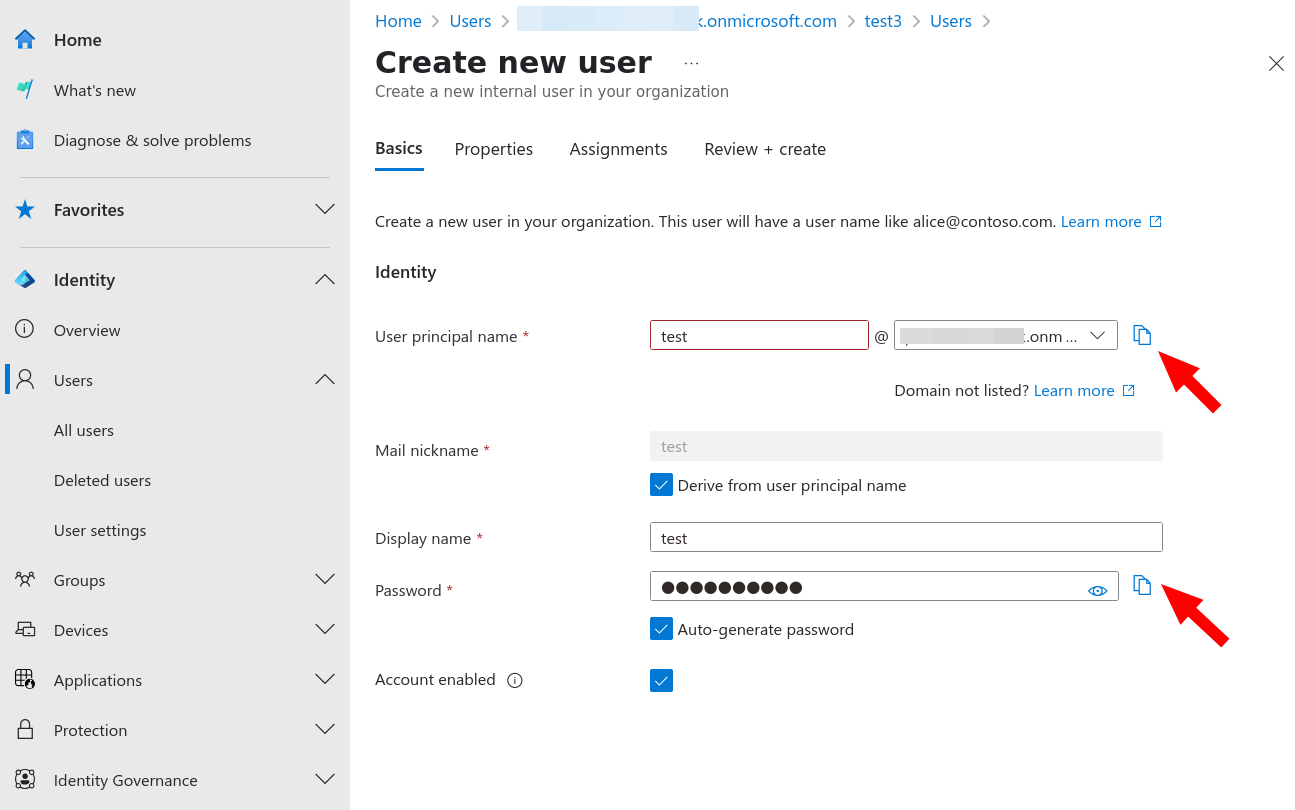 Home
What's new
Diagnose & solve problems
Favorites
Identity
Overview
Users
All users
Deleted users
User settings
Groups
Devices
Applications
Protection
Identity Governance
Home > Users > .onmicrosoft.com > test3 > Users >
Create new user ...
Create a new internal user in your organization
Basics Properties Assignments Review + create
Create a new user in your organization. This user will have a user name like alice@contoso.com. Learn more
Identity
User principal name * test @ .onm ...
Domain not listed? Learn more
Mail nickname * test
Derive from user principal name
Display name * test
Password * ●●●●●●●●●●
Auto-generate password
Account enabled